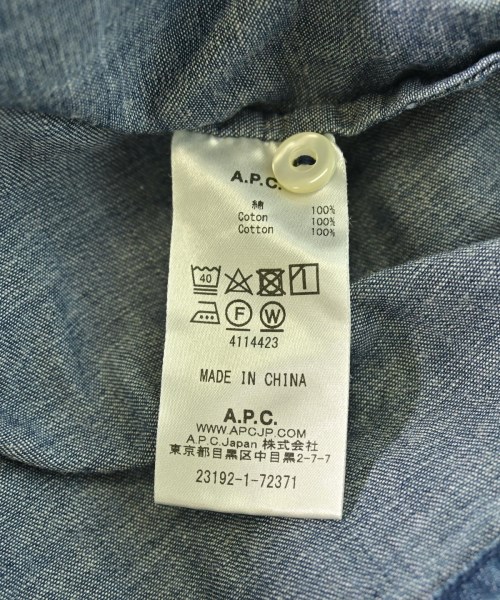 A.P.C.
綿 100%
Coton 100%
Cotton 100%
40
F W
4114423
MADE IN CHINA
A.P.C.
WWW.APCJP.COM
A.P.C.Japan 株式会社
東京都目黒区中目黒2-7-7
23192-1-72371